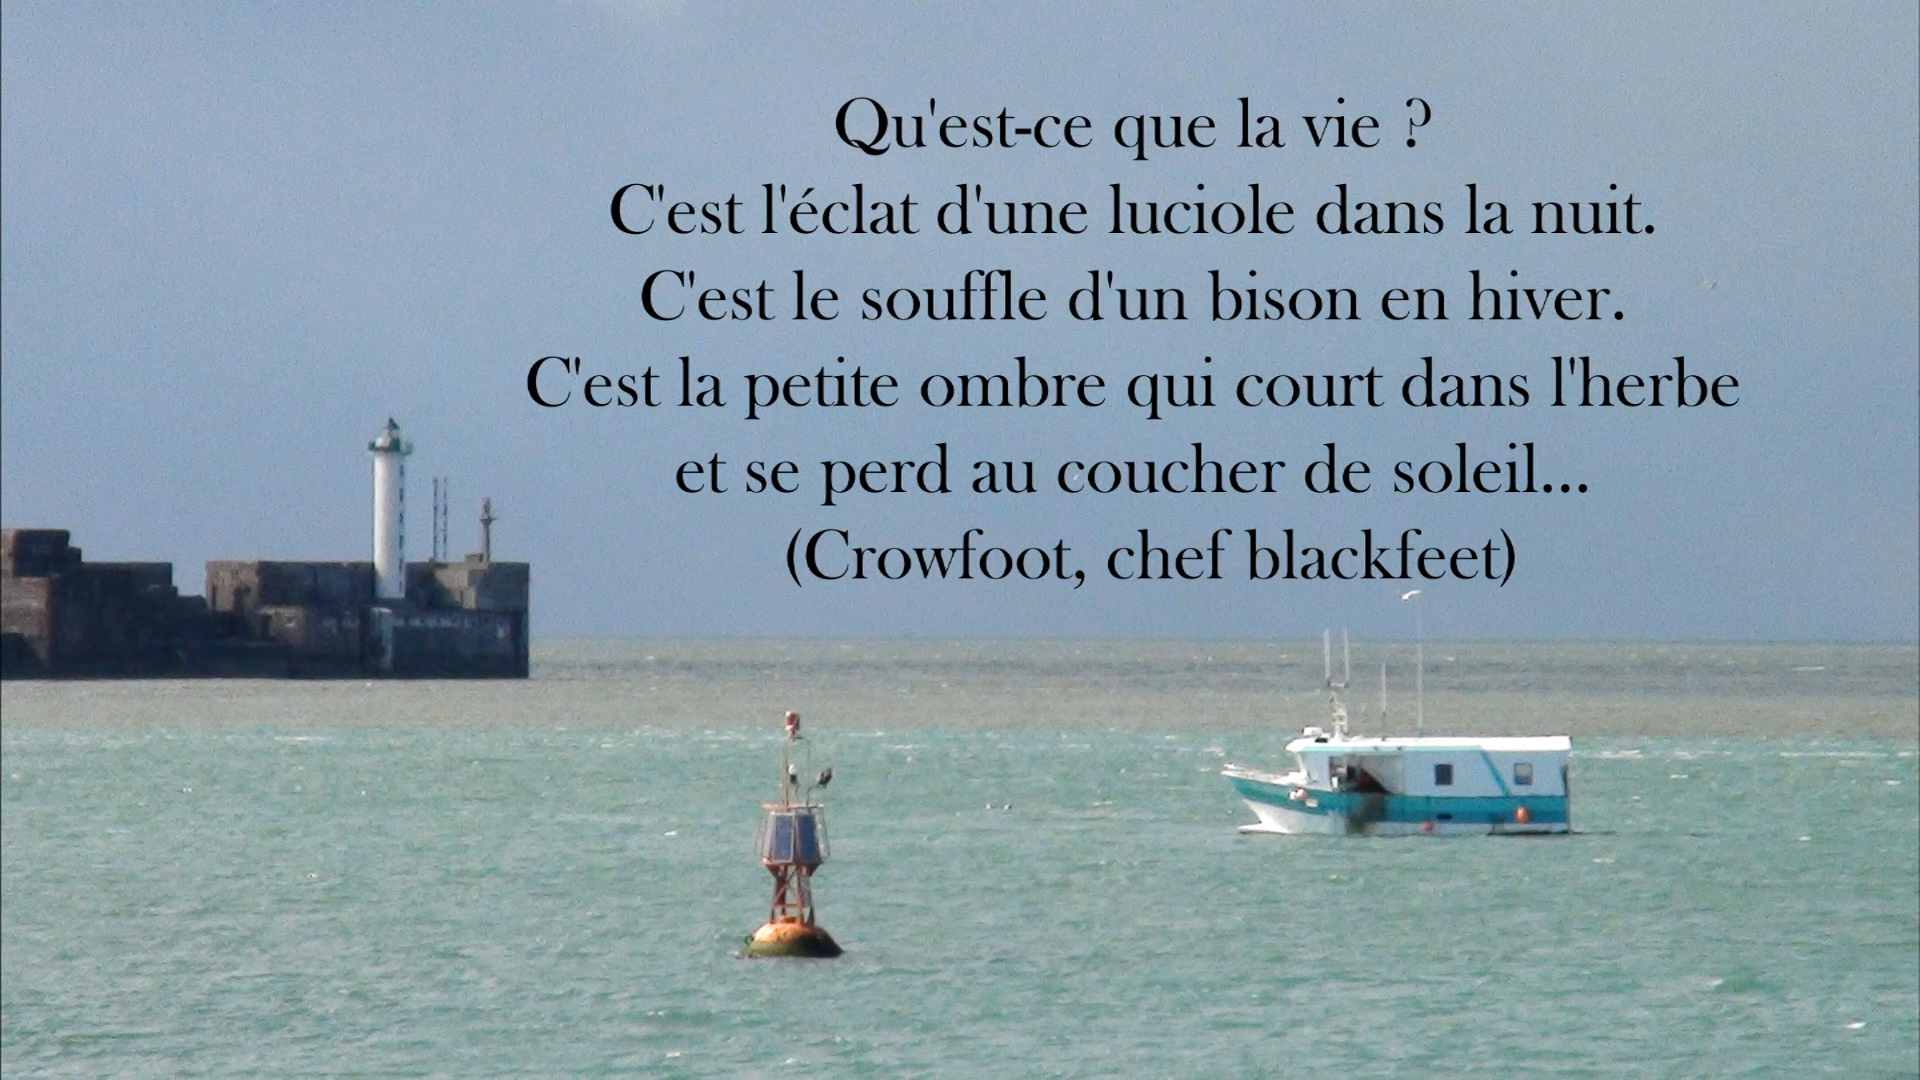 Qu'est-ce que la vie ?
C'est l'éclat d'une luciole dans la nuit.
C'est le souffle d'un bison en hiver.
C'est la petite ombre qui court dans l'herbe
et se perd au coucher de soleil...
(Crowfoot, chef blackfeet)